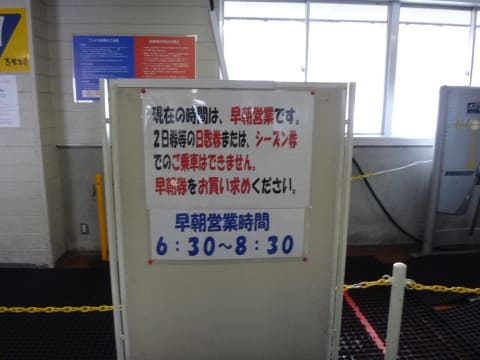 現在の時間は、早朝営業です。
2日券等の日数券または、シーズン券
でのご乗車はできません。
早朝券をお買い求めください。
早朝営業時間
6：30～8：30